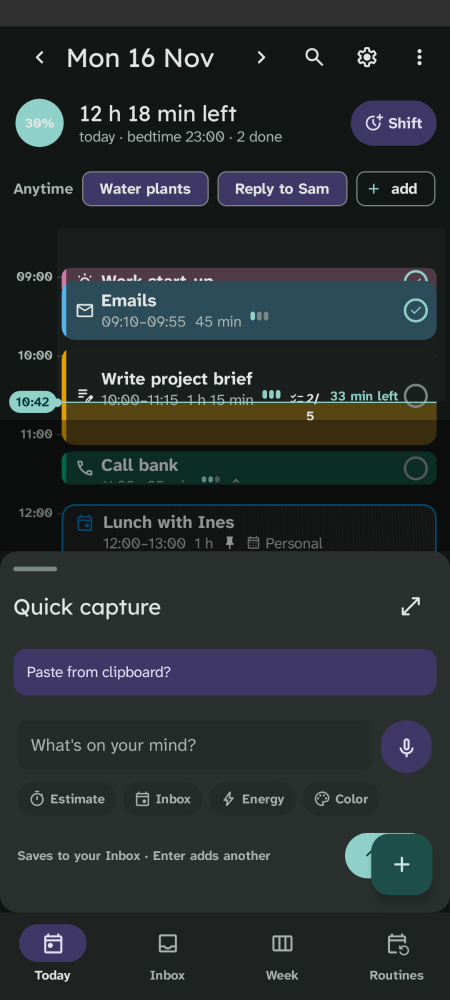 Mon 16 Nov
30%
12 h 18 min left
today · bedtime 23:00 · 2 done
Shift
Anytime
Water plants
Reply to Sam
+ add
09:00
Work start-up
Emails
09:10–09:55 45 min
10:00
Write project brief
10:00–11:15 1 h 15 min
2/
5
33 min left
10:42
11:00
Call bank
12:00
Lunch with Ines
12:00–13:00 1 h
Personal
Quick capture
Paste from clipboard?
What's on your mind?
Estimate
Inbox
Energy
Color
Saves to your Inbox · Enter adds another
Today
Inbox
Week
Routines